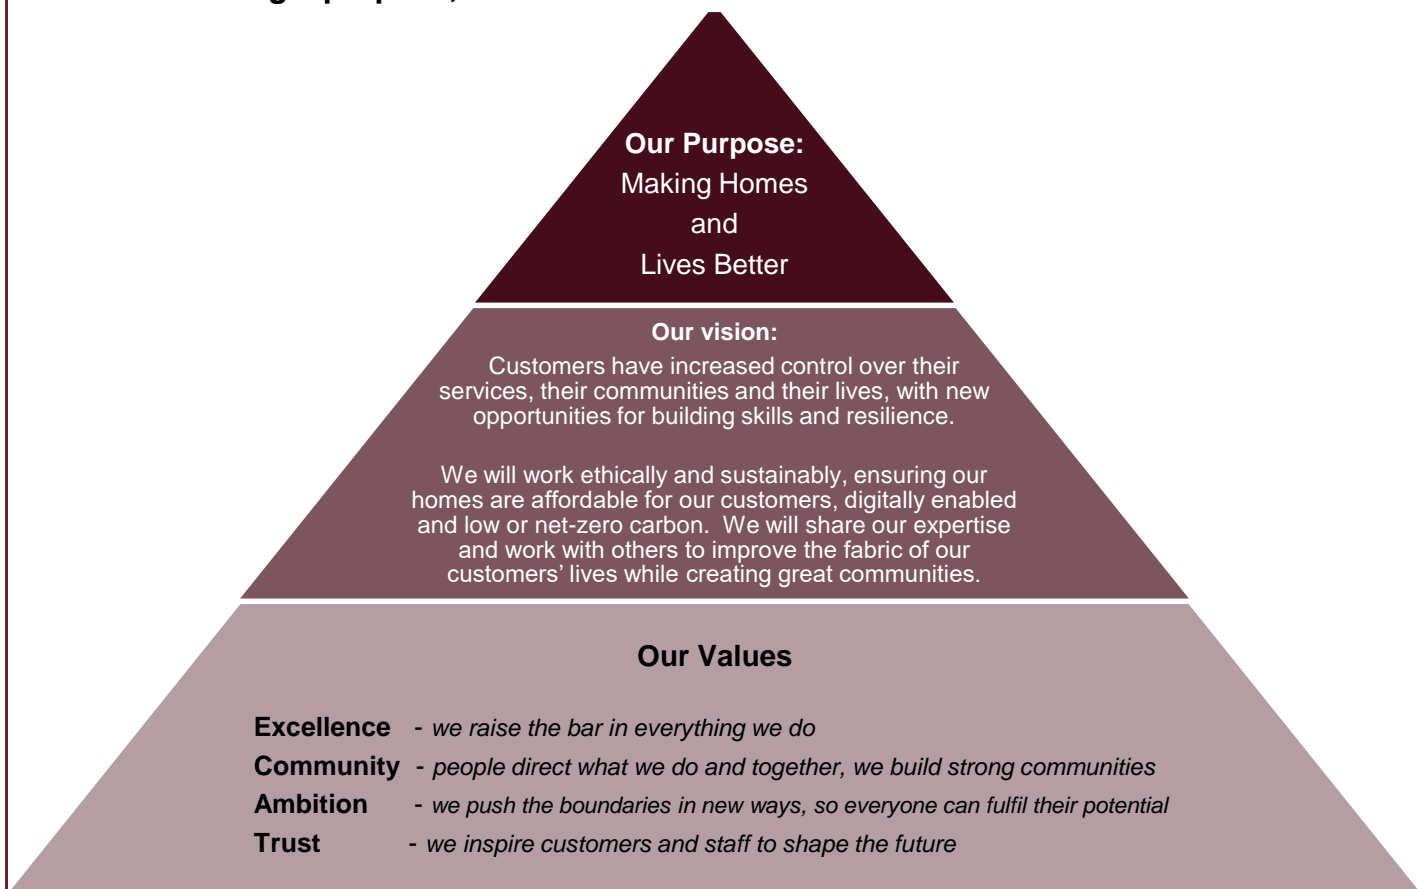 Our Purpose:
Making Homes
and
Lives Better
Our vision:
Customers have increased control over their
services, their communities and their lives, with new
opportunities for building skills and resilience.
We will work ethically and sustainably, ensuring our
homes are affordable for our customers, digitally enabled
and low or net-zero carbon.  We will share our expertise
and work with others to improve the fabric of our
customers’ lives while creating great communities.
Our Values
Excellence - we raise the bar in everything we do
Community - people direct what we do and together, we build strong communities
Ambition - we push the boundaries in new ways, so everyone can fulfil their potential
Trust - we inspire customers and staff to shape the future